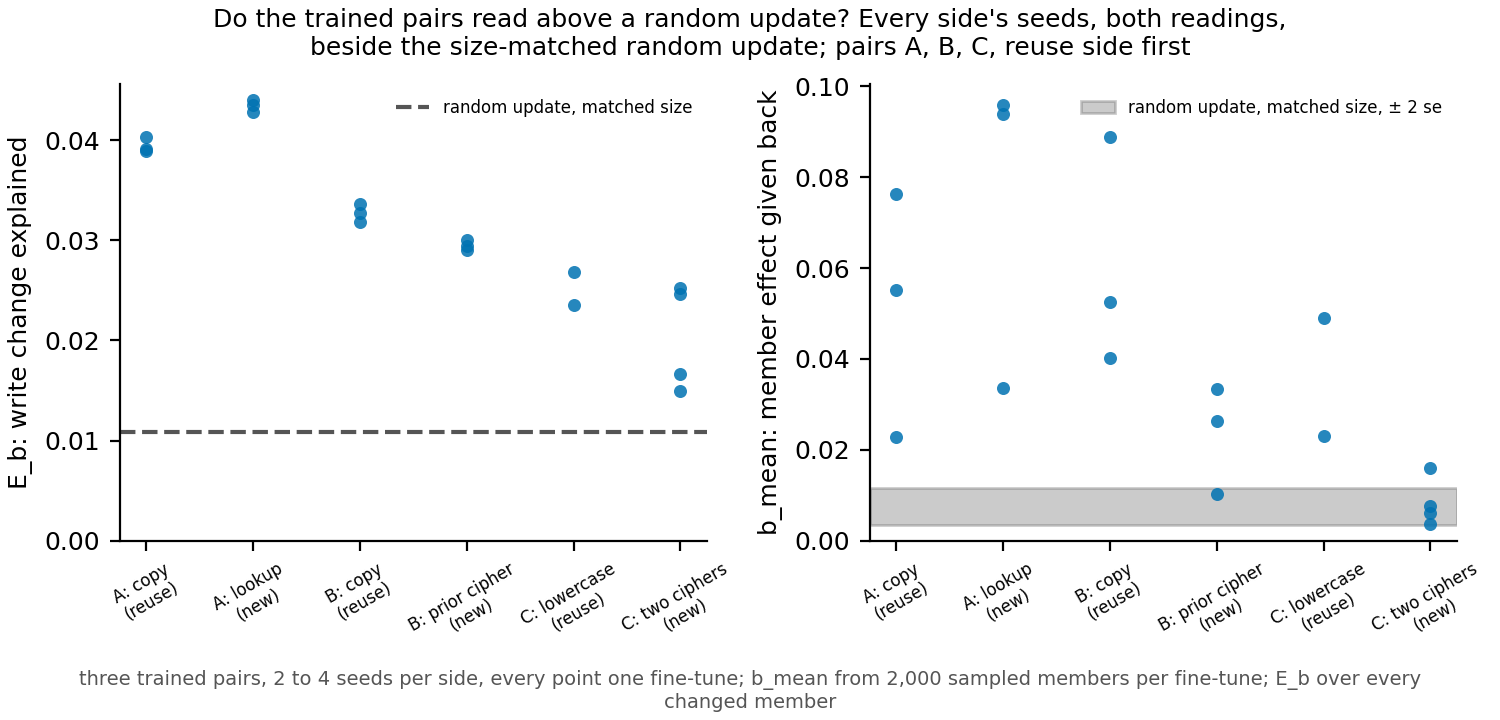 Do the trained pairs read above a random update? Every side's seeds, both readings,
beside the size-matched random update; pairs A, B, C, reuse side first
E_b: write change explained
0.04
0.03
0.02
0.01
0.00
random update, matched size
A: copy
(reuse)
A: lookup
(new)
B: copy
(reuse)
B: prior cipher
(new)
C: lowercase
(reuse)
C: two ciphers
(new)
b_mean: member effect given back
0.10
0.08
0.06
0.04
0.02
0.00
random update, matched size, ± 2 se
A: copy
(reuse)
A: lookup
(new)
B: copy
(reuse)
B: prior cipher
(new)
C: lowercase
(reuse)
C: two ciphers
(new)
three trained pairs, 2 to 4 seeds per side, every point one fine-tune; b_mean from 2,000 sampled members per fine-tune; E_b over every
changed member